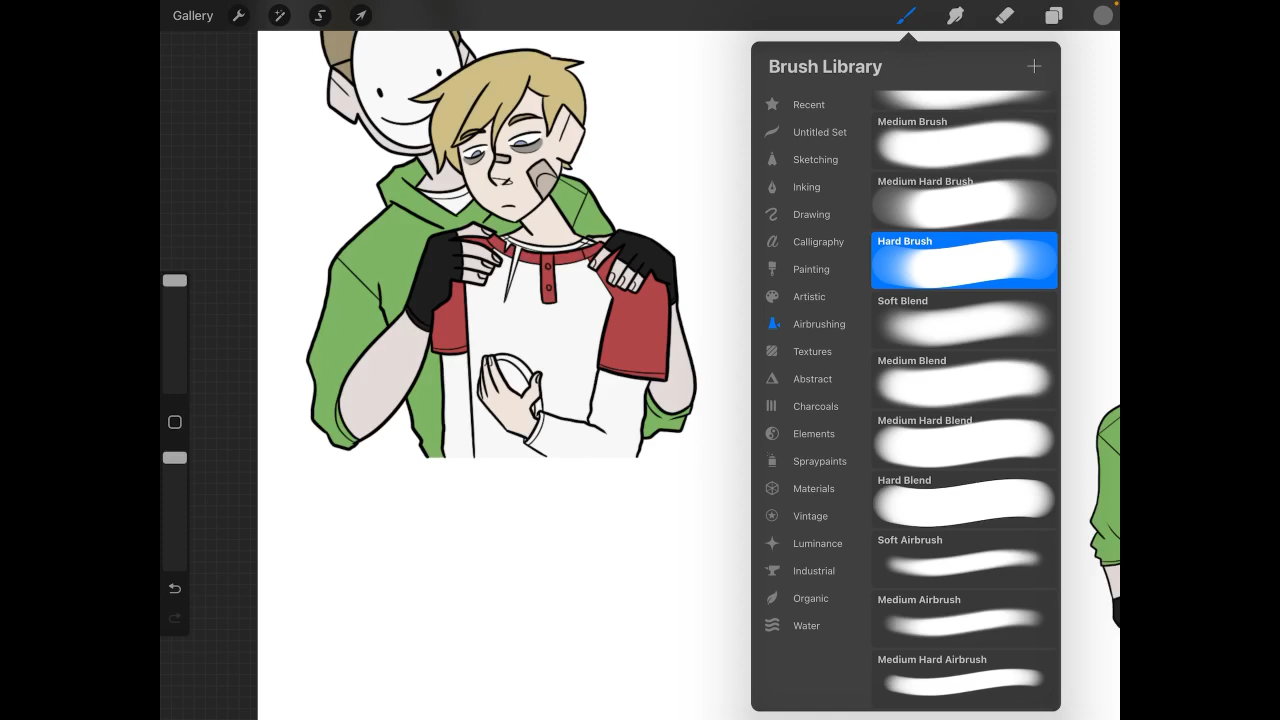 Gallery
Brush Library
Recent
Untitled Set
Sketching
Inking
Drawing
Calligraphy
Painting
Artistic
Airbrushing
Textures
Abstract
Charcoals
Elements
Spraypaints
Materials
Vintage
Luminance
Industrial
Organic
Water
Medium Brush
Medium Hard Brush
Hard Brush
Soft Blend
Medium Blend
Medium Hard Blend
Hard Blend
Soft Airbrush
Medium Airbrush
Medium Hard Airbrush